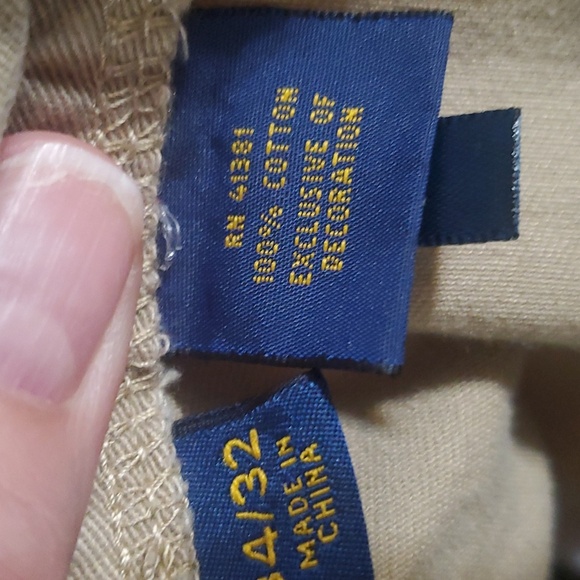 RN 41381
100% COTTON
EXCLUSIVE OF
DECORATION
34/32
MADE IN
CHINA